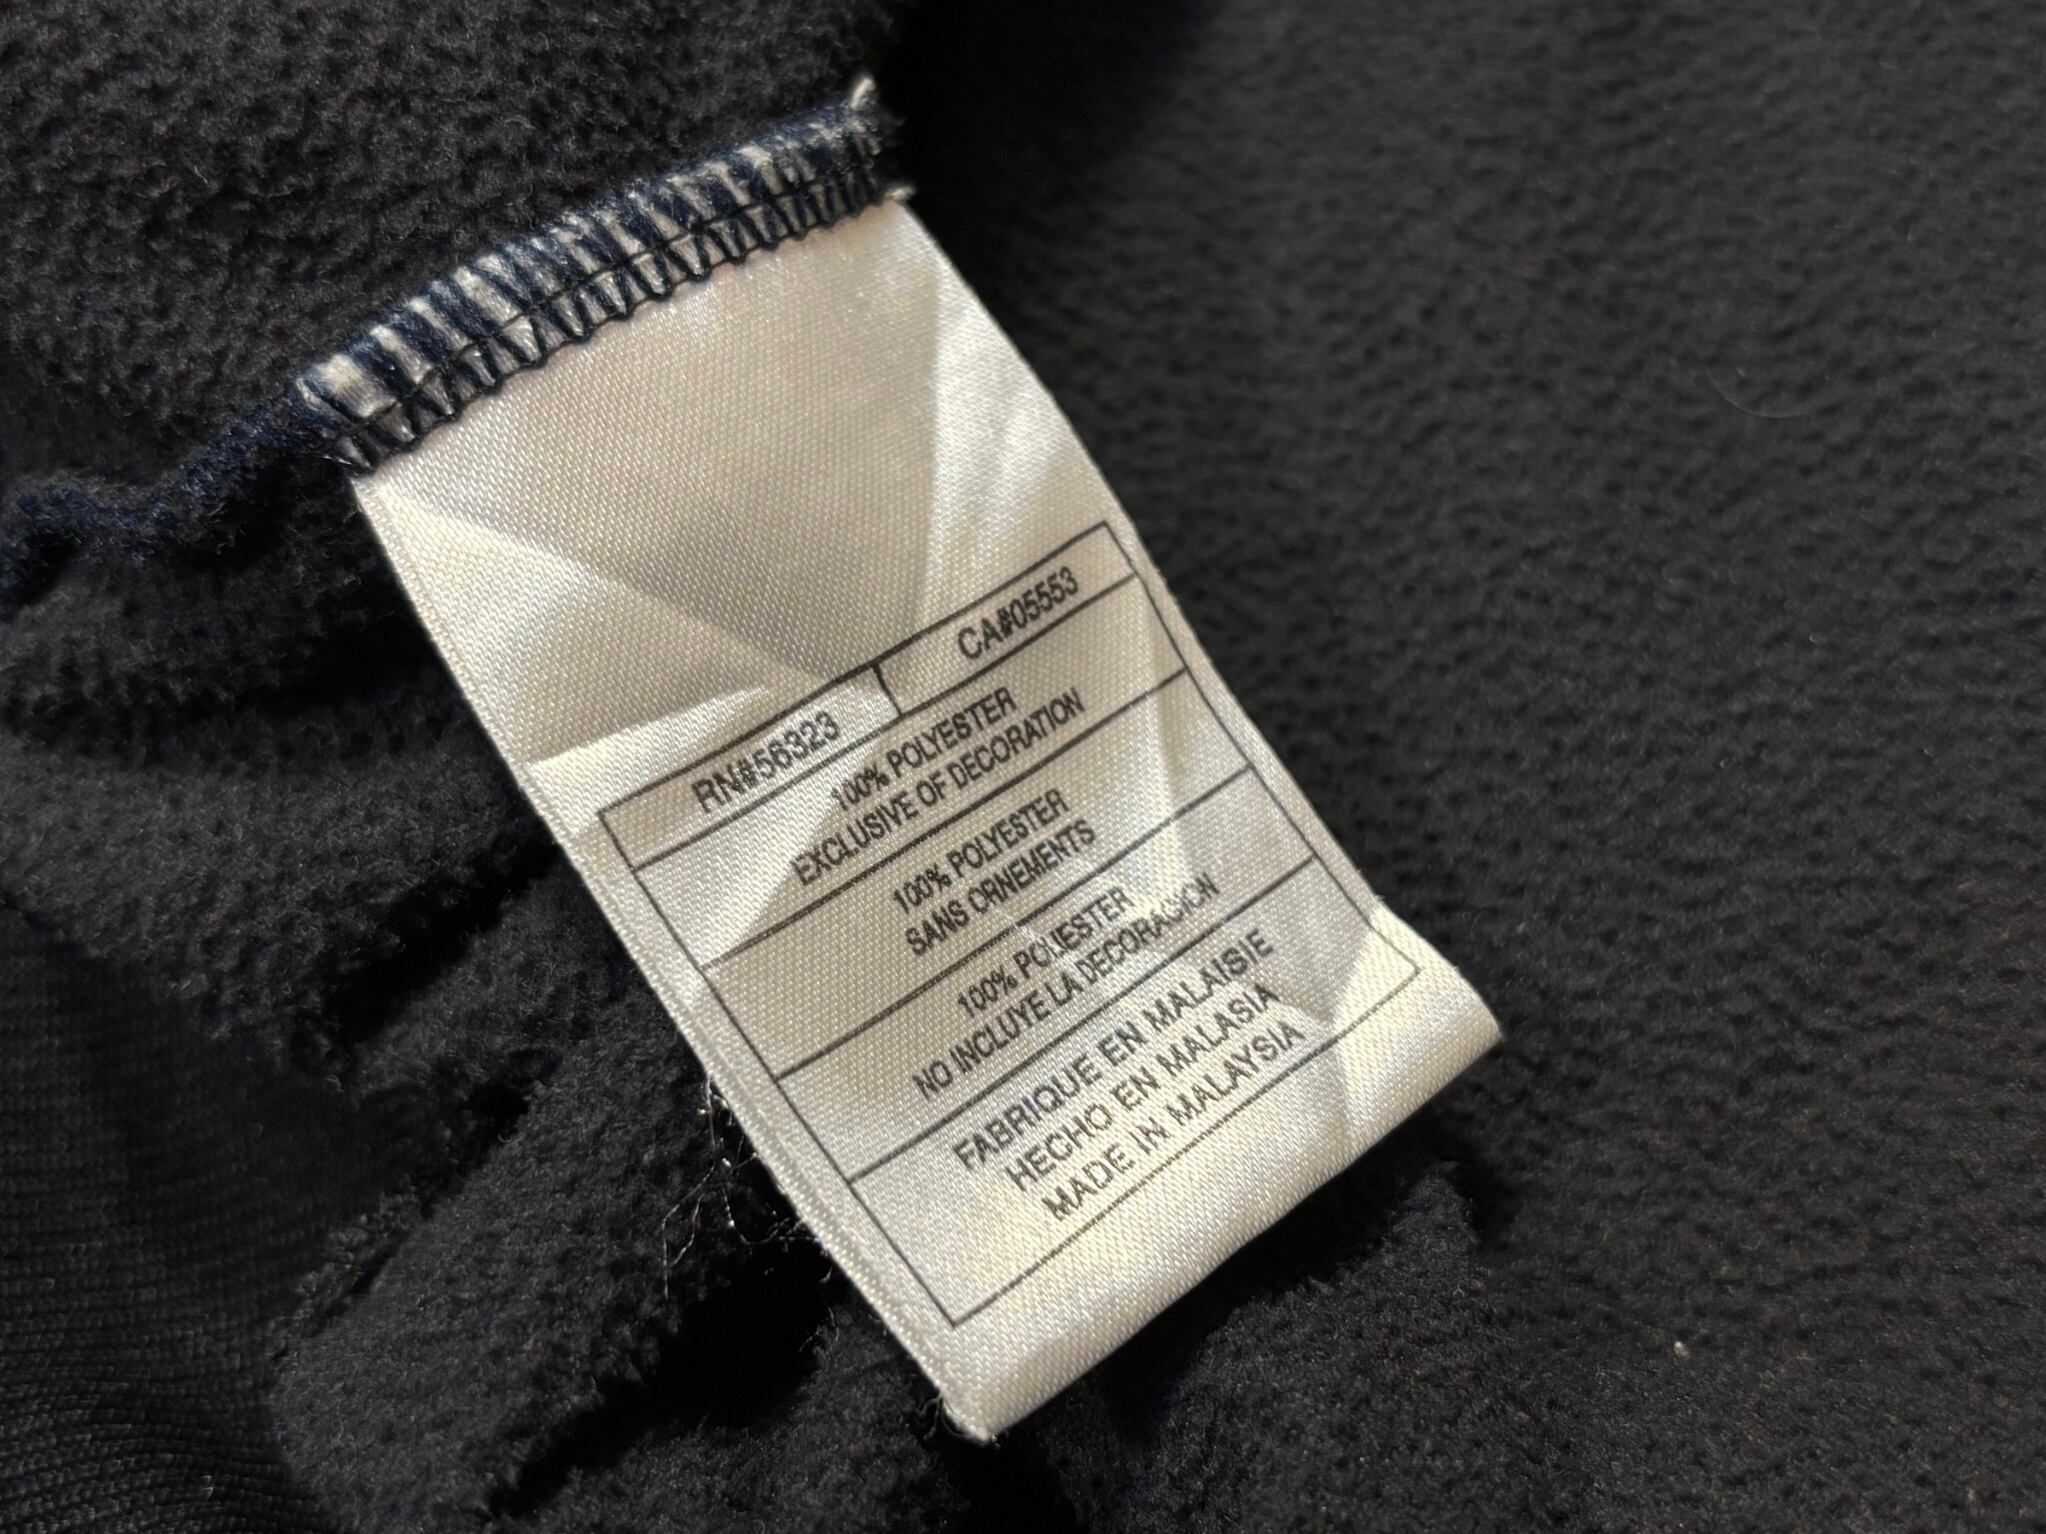 RN#56323 CA#05553
100% POLYESTER
EXCLUSIVE OF DECORATION
100% POLYESTER
SANS ORNEMENTS
100% POLIESTER
NO INCLUYE LA DECORACION
FABRIQUE EN MALAISIE
HECHO EN MALASIA
MADE IN MALAYSIA